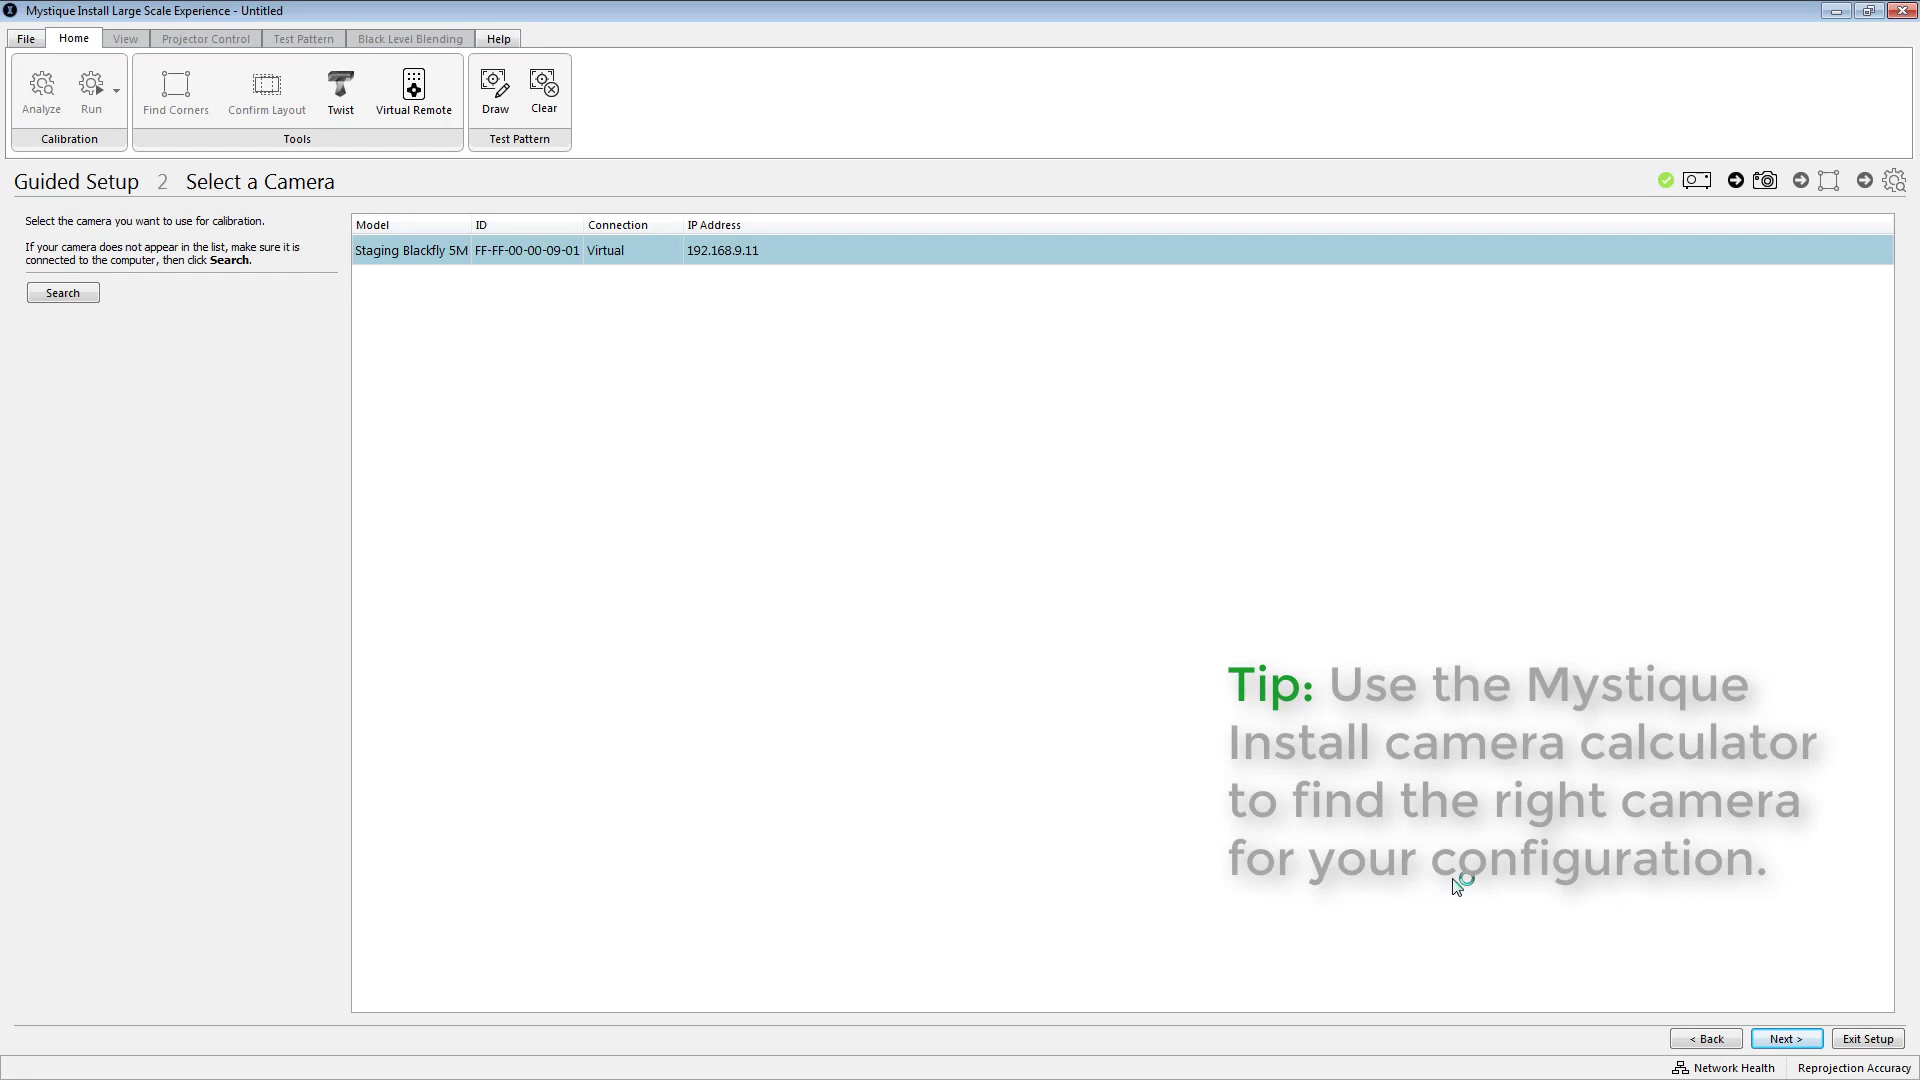 Mystique Install Large Scale Experience - Untitled
File Home View Projector Control Test Pattern Black Level Blending Help
Analyze Run Find Corners Confirm Layout Twist Virtual Remote Draw Clear
Calibration Tools Test Pattern
Guided Setup 2 Select a Camera
Select the camera you want to use for calibration.
If your camera does not appear in the list, make sure it is
connected to the computer, then click Search.
Search
Model ID Connection IP Address
Staging Blackfly 5M FF-FF-00-00-09-01 Virtual 192.168.9.11
Tip: Use the Mystique
Install camera calculator
to find the right camera
for your configuration.
< Back Next > Exit Setup
Network Health Reprojection Accuracy